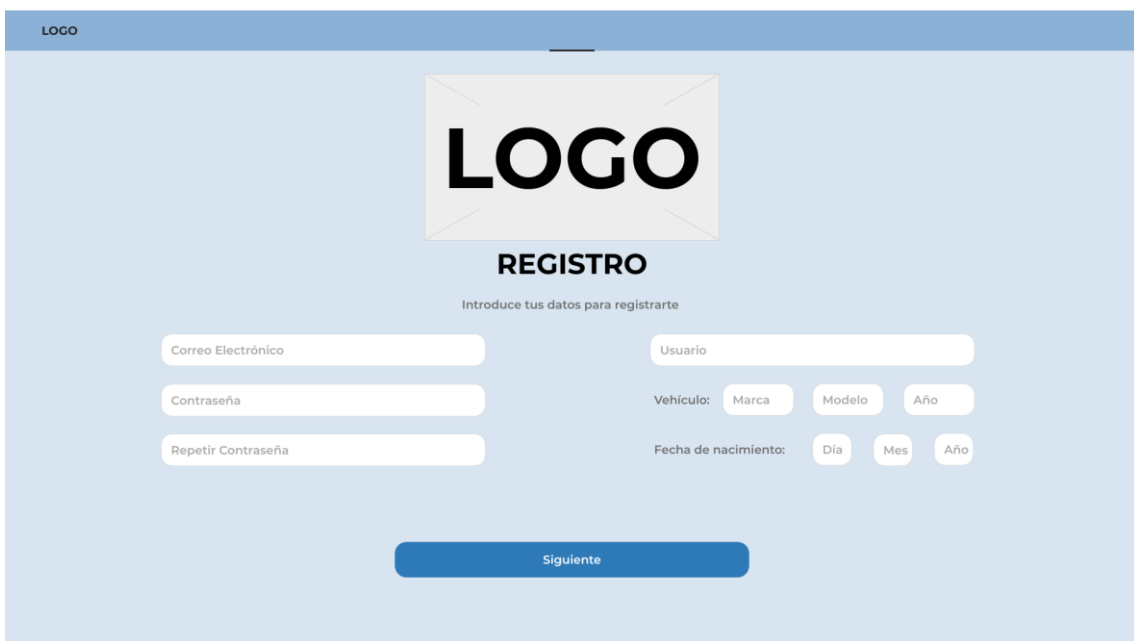 LOGO
LOGO
REGISTRO
Introduce tus datos para registrarte
Correo Electrónico
Usuario
Contraseña
Vehículo: Marca Modelo Año
Repetir Contraseña
Fecha de nacimiento: Día Mes Año
Siguiente